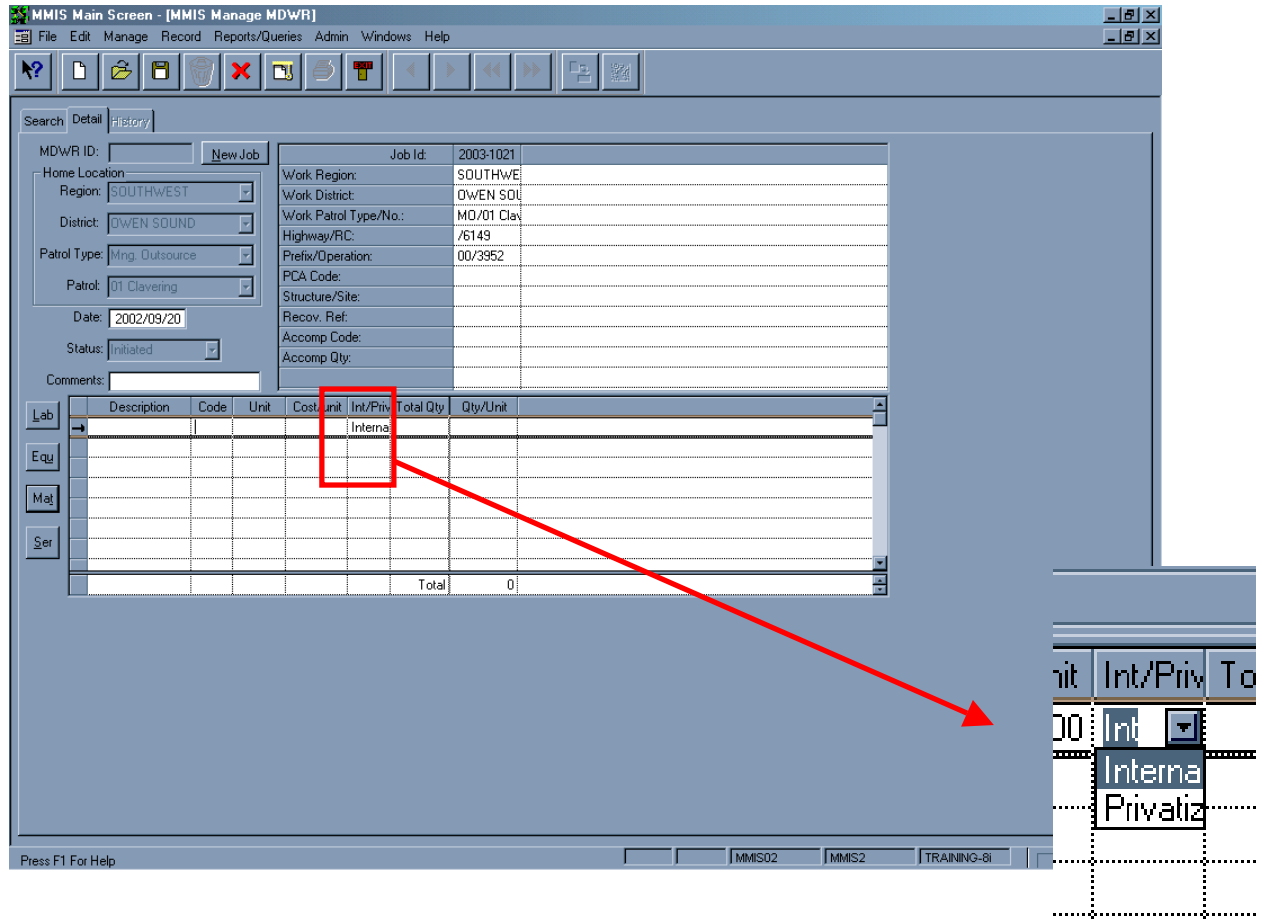 MMIS Main Screen - [MMIS Manage MDWR]
File Edit Manage Record Reports/Queries Admin Windows Help
EXIT
Search Detail History
MDWR ID: New Job
Home Location
Region: SOUTHWEST
District: OWEN SOUND
Patrol Type: Mng. Outsource
Patrol: 01 Clavering
Date: 2002/09/20
Status: Initiated
Comments:
Job Id: 2003-1021
Work Region: SOUTHWE
Work District: OWEN SOU
Work Patrol Type/No.: MO/01 Clav
Highway/RC: /6149
Prefix/Operation: 00/3952
PCA Code:
Structure/Site:
Recov. Ref:
Accomp Code:
Accomp Qty:
Lab
Equ
Mat
Ser
Description Code Unit Cost/unit Int/Priv Total Qty Qty/Unit
Interna
Total 0
nit Int/Priv To
00 Int
Interna
Privatiz
Press F1 For Help MMIS02 MMIS2 TRAINING-8i